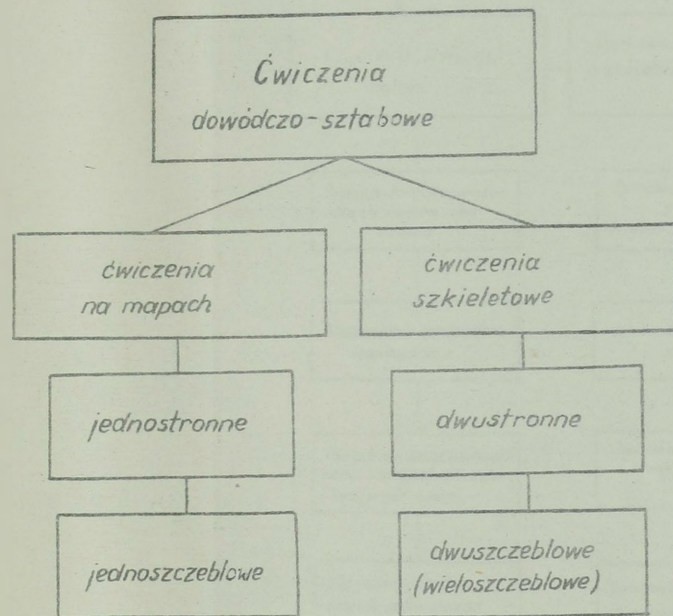 Ćwiczenia
dowódczo-sztabowe
ćwiczenia
na mapach
ćwiczenia
szkieletowe
jednostronne
dwustronne
jednoszczeblowe
dwuszczeblowe
(wieloszczeblowe)